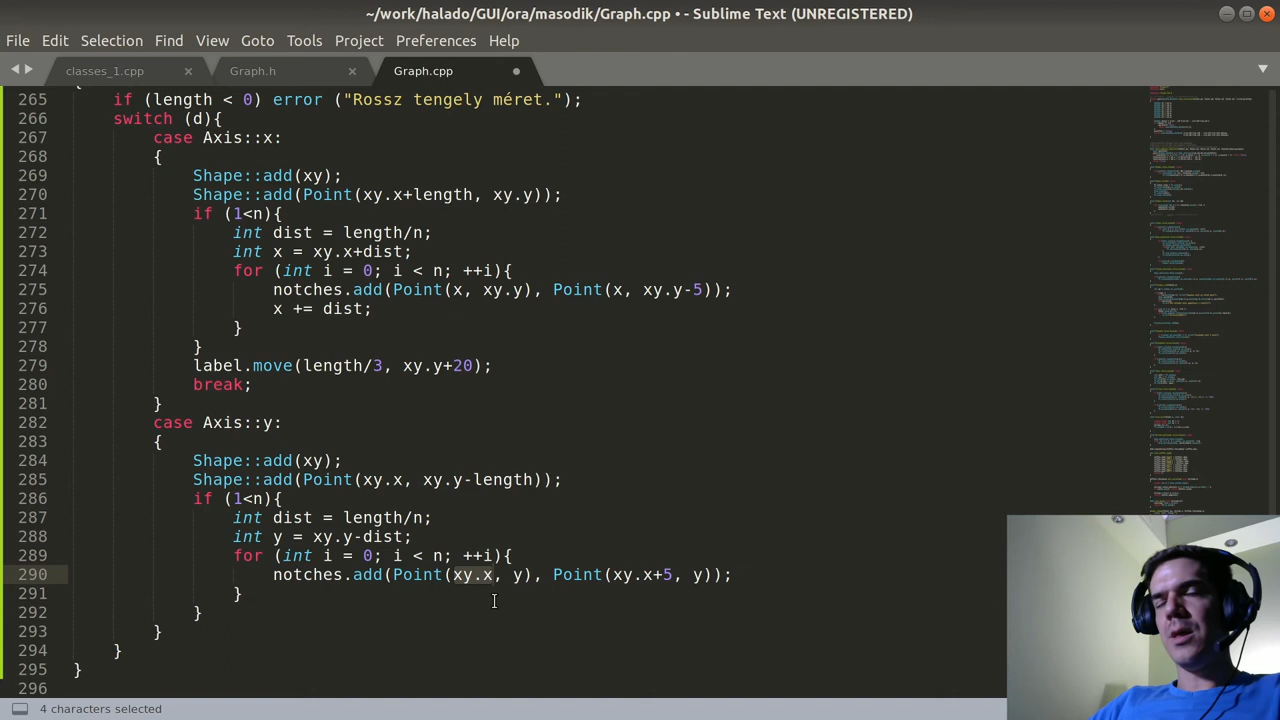 ~/work/halado/GUI/ora/masodik/Graph.cpp • - Sublime Text (UNREGISTERED)
File Edit Selection Find View Goto Tools Project Preferences Help
classes_1.cpp × Graph.h × Graph.cpp
265 if (length < 0) error ("Rossz tengely méret.");
266 switch (d){
267 case Axis::x:
268 {
269 Shape::add(xy);
270 Shape::add(Point(xy.x+length, xy.y));
271 if (1<n){
272 int dist = length/n;
273 int x = xy.x+dist;
274 for (int i = 0; i < n; ++i){
275 notches.add(Point(x, xy.y), Point(x, xy.y-5));
276 x += dist;
277 }
278 }
279 label.move(length/3, xy.y+20);
280 break;
281 }
282 case Axis::y:
283 {
284 Shape::add(xy);
285 Shape::add(Point(xy.x, xy.y-length));
286 if (1<n){
287 int dist = length/n;
288 int y = xy.y-dist;
289 for (int i = 0; i < n; ++i){
290 notches.add(Point(xy.x, y), Point(xy.x+5, y));
291 }
292 }
293 }
294 }
295 }
296
4 characters selected